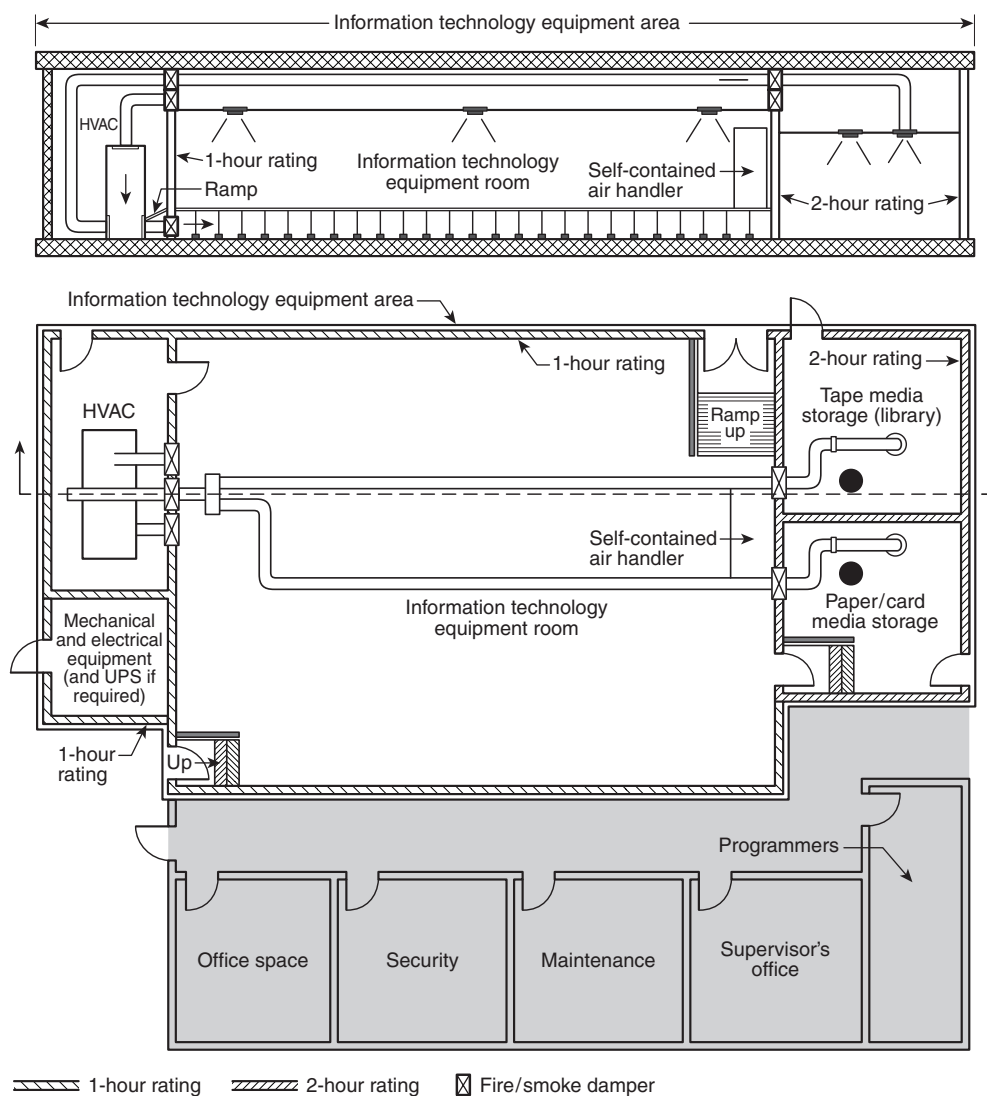 Information technology equipment area
HVAC
1-hour rating
Ramp
Information technology
equipment room
Self-contained
air handler
2-hour rating
Information technology equipment area
1-hour rating
2-hour rating
HVAC
Ramp
up
Tape media
storage (library)
Self-contained
air handler
Information technology
equipment room
Paper/card
media storage
Mechanical
and electrical
equipment
(and UPS if
required)
1-hour
rating
Up
Programmers
Office space
Security
Maintenance
Supervisor's
office
1-hour rating
2-hour rating
Fire/smoke damper